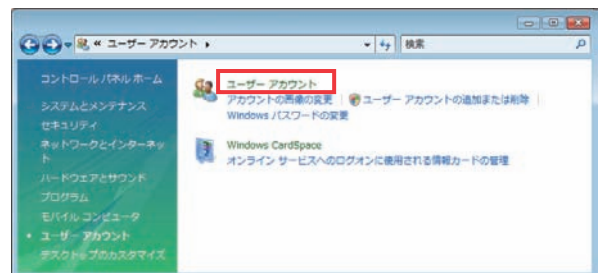 « ユーザー アカウント
検索
コントロール パネル ホーム
システムとメンテナンス
セキュリティ
ネットワークとインターネッ
ト
ハードウェアとサウンド
プログラム
モバイル コンピュータ
• ユーザー アカウント
デスクトップのカスタマイズ
ユーザー アカウント
アカウントの画像の変更 ユーザー アカウントの追加または削除
Windows パスワードの変更
Windows CardSpace
オンライン サービスへのログオンに使用される情報カードの管理